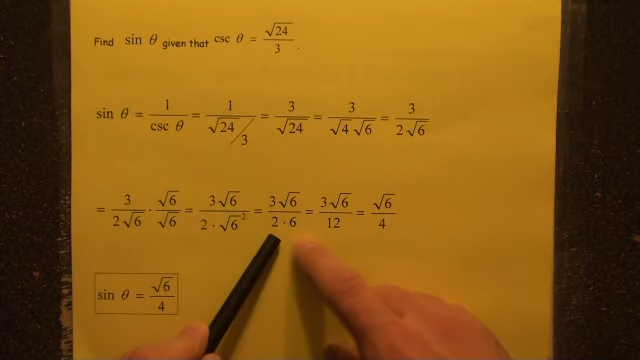 Find sin θ given that csc θ = √24/3 .
sin θ = 1/csc θ = 1/(√24/3) = 3/√24 = 3/(√4√6) = 3/(2√6)
= 3/(2√6) · √6/√6 = 3√6/(2 · √6²) = 3√6/(2 · 6) = 3√6/12 = √6/4
sin θ = √6/4